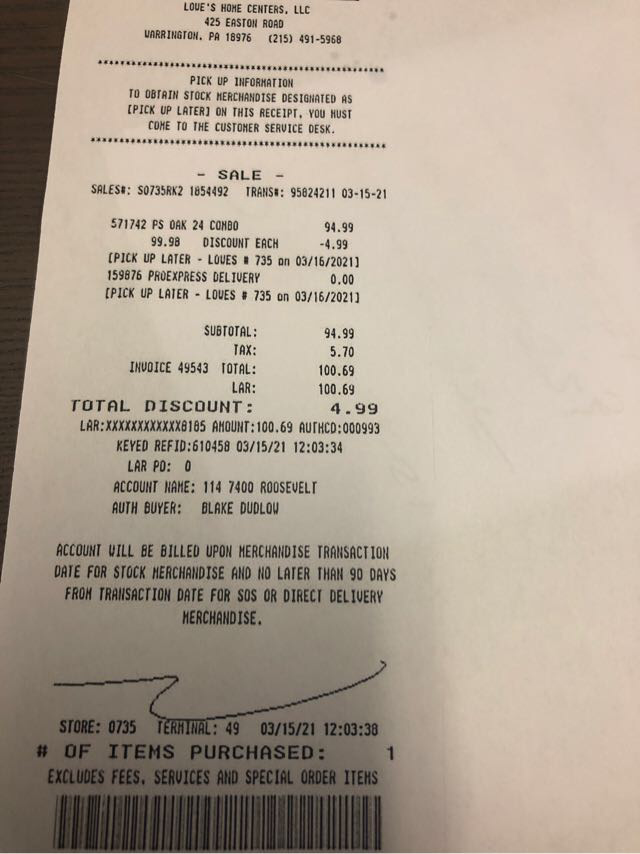 LOWE'S HOME CENTERS, LLC
425 EASTON ROAD
WARRINGTON, PA 18976 (215) 491-5968
****************************************************
PICK UP INFORMATION
TO OBTAIN STOCK MERCHANDISE DESIGNATED AS
[PICK UP LATER] ON THIS RECEIPT, YOU MUST
COME TO THE CUSTOMER SERVICE DESK.
****************************************************
- SALE -
SALES#: S0735RK2 1854492 TRANS#: 95824211 03-15-21
571742 PS OAK 24 COMBO 94.99
99.98 DISCOUNT EACH -4.99
[PICK UP LATER - LOWES # 735 on 03/16/2021]
159876 PROEXPRESS DELIVERY 0.00
[PICK UP LATER - LOWES # 735 on 03/16/2021]
SUBTOTAL: 94.99
TAX: 5.70
INVOICE 49543 TOTAL: 100.69
LAR: 100.69
TOTAL DISCOUNT: 4.99
LAR:XXXXXXXXXXXX8185 AMOUNT:100.69 AUTHCD:000993
KEYED REFID:610458 03/15/21 12:03:34
LAR PO: 0
ACCOUNT NAME: 114 7400 ROOSEVELT
AUTH BUYER: BLAKE DUDLOW
ACCOUNT WILL BE BILLED UPON MERCHANDISE TRANSACTION
DATE FOR STOCK MERCHANDISE AND NO LATER THAN 90 DAYS
FROM TRANSACTION DATE FOR SOS OR DIRECT DELIVERY
MERCHANDISE.
STORE: 0735 TERMINAL: 49 03/15/21 12:03:38
# OF ITEMS PURCHASED: 1
EXCLUDES FEES, SERVICES AND SPECIAL ORDER ITEMS